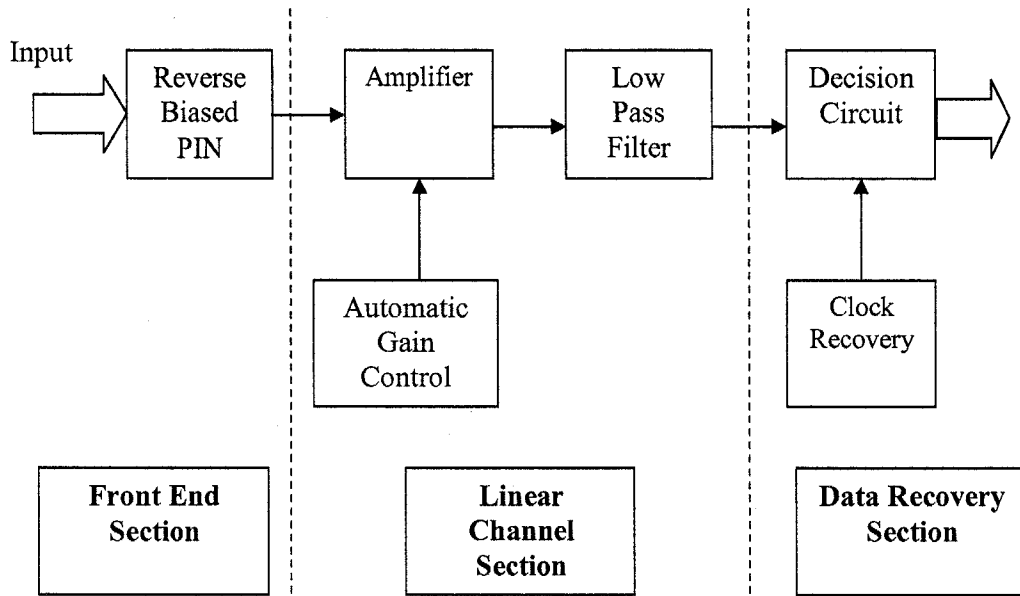 Input
Reverse
Biased
PIN
Amplifier
Low
Pass
Filter
Decision
Circuit
Automatic
Gain
Control
Clock
Recovery
Front End
Section
Linear
Channel
Section
Data Recovery
Section